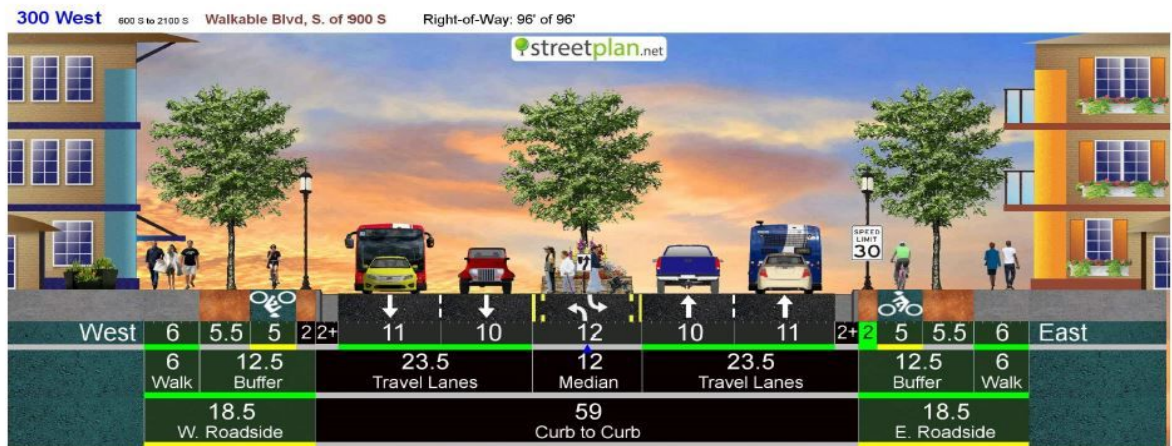 300 West 600 S to 2100 S Walkable Blvd, S. of 900 S Right-of-Way: 96' of 96'
streetplan.net
SPEED
LIMIT
30
West 6 5.5 5 2 2+ 11 10 12 10 11 2+ 2 5 5.5 6 East
6 12.5 23.5 12 23.5 12.5 6
Walk Buffer Travel Lanes Median Travel Lanes Buffer Walk
18.5 59 18.5
W. Roadside Curb to Curb E. Roadside